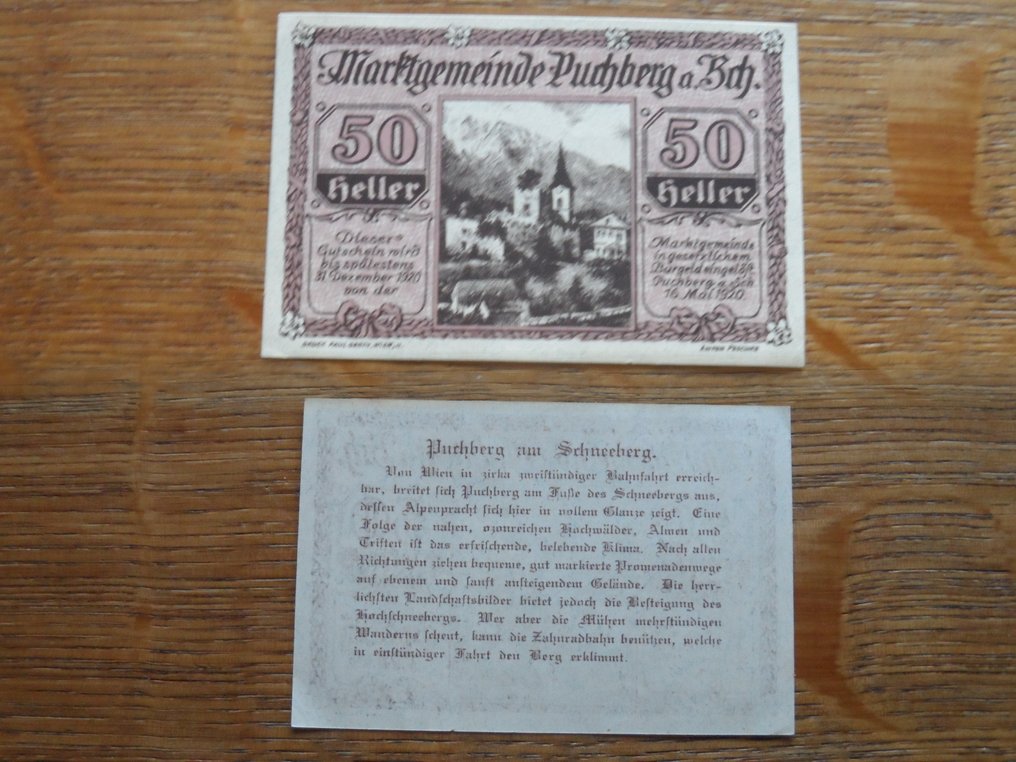 Marktgemeinde Puchberg a. Sch.
50
Heller
50
Heller
Dieser
Gutschein wird
bis spätestens
31 Dezember 1920
von der
Marktgemeinde
in gesetzlichem
Bargeld eingelöst
Puchberg a. Sch
16. Mai 1920.
DRUCK PAUL
Puchberg am Schneeberg.
Von Wien in zirka zweistündiger Bahnfahrt erreich-
bar, breitet sich Puchberg am Fuße des Schneebergs aus,
dessen Alpenpracht sich hier in vollem Glanze zeigt. Eine
Folge der nahen, ozonreichen Hochwälder, Almen und
Triften ist das erfrischende, belebende Klima. Nach allen
Richtungen ziehen bequeme, gut markierte Promenadenwege
auf ebenem und sanft ansteigendem Gelände. Die herr-
lichsten Landschaftsbilder bietet jedoch die Besteigung des
Hochschneebergs. Wer aber die Mühen mehrstündigen
Wanderns scheut, kann die Zahnradbahn benützen, welche
in einstündiger Fahrt den Berg erklimmt.